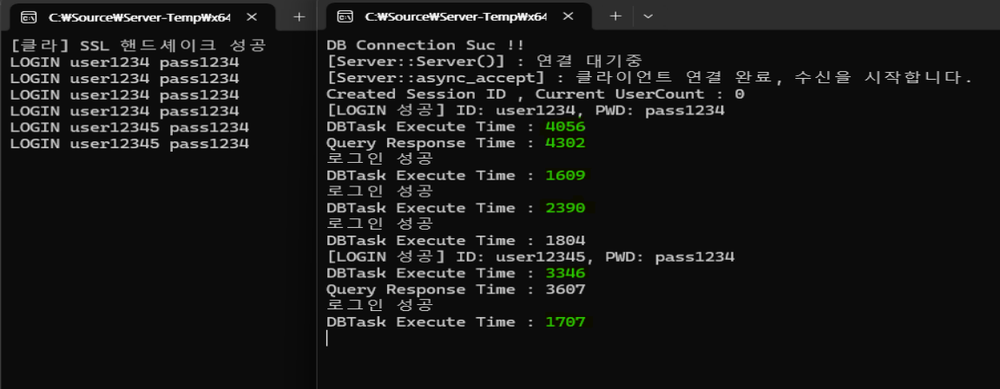 C:₩Source₩Server-Temp₩x64
[클라] SSL 핸드셰이크 성공
LOGIN user1234 pass1234
LOGIN user1234 pass1234
LOGIN user1234 pass1234
LOGIN user1234 pass1234
LOGIN user12345 pass1234
LOGIN user12345 pass1234
C:₩Source₩Server-Temp₩x64
DB Connection Suc !!
[Server::Server()] : 연결 대기중
[Server::async_accept] : 클라이언트 연결 완료, 수신을 시작합니다.
Created Session ID , Current UserCount : 0
[LOGIN 성공] ID: user1234, PWD: pass1234
DBTask Execute Time : 4056
Query Response Time : 4302
로그인 성공
DBTask Execute Time : 1609
로그인 성공
DBTask Execute Time : 2390
로그인 성공
DBTask Execute Time : 1804
[LOGIN 성공] ID: user12345, PWD: pass1234
DBTask Execute Time : 3346
Query Response Time : 3607
로그인 성공
DBTask Execute Time : 1707